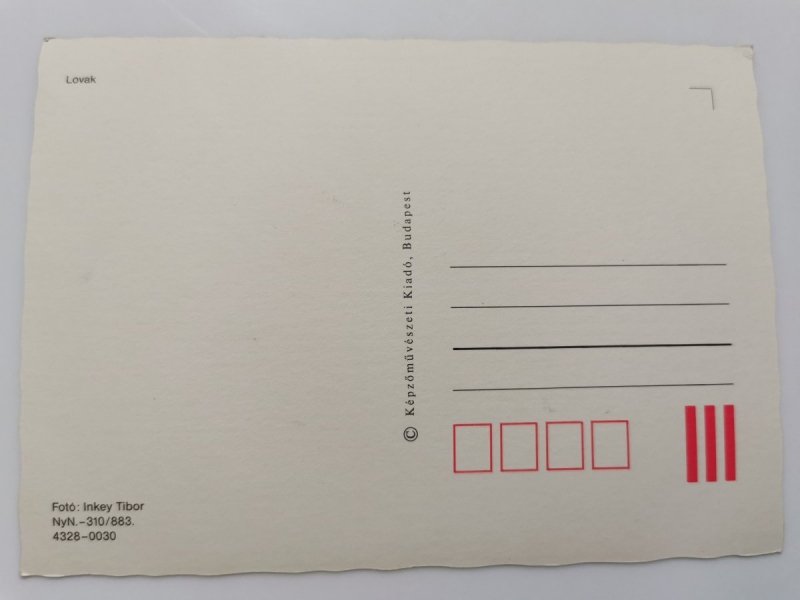 Lovak
© Képzőművészeti Kiadó, Budapest
Fotó: Inkey Tibor
NyN.–310/883.
4328–0030